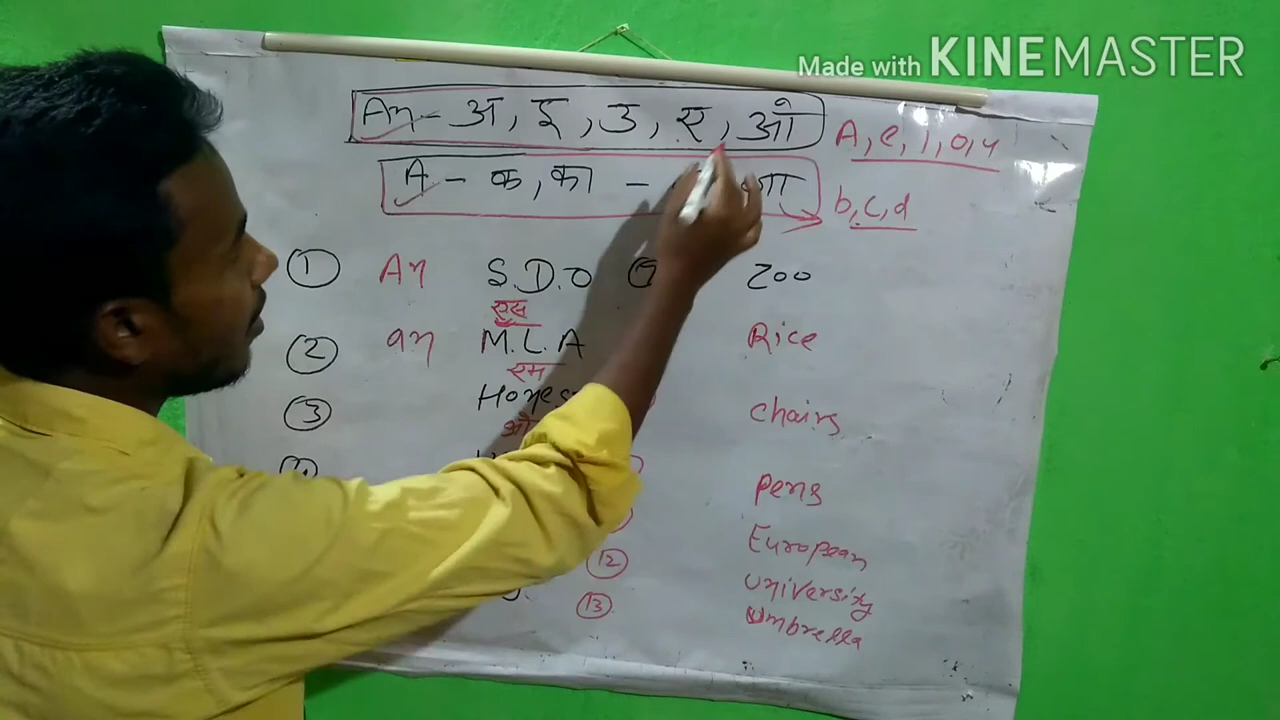 Made with KINEMASTER
An - अ, इ, उ, ए, ओ
A, e, i, o, u
A - क, का -
b, c, d
① An S.D.O
zoo
एस
② an M.L.A
Rice
एम
③
chairs
pens
European
⑫
university
⑬
umbrella